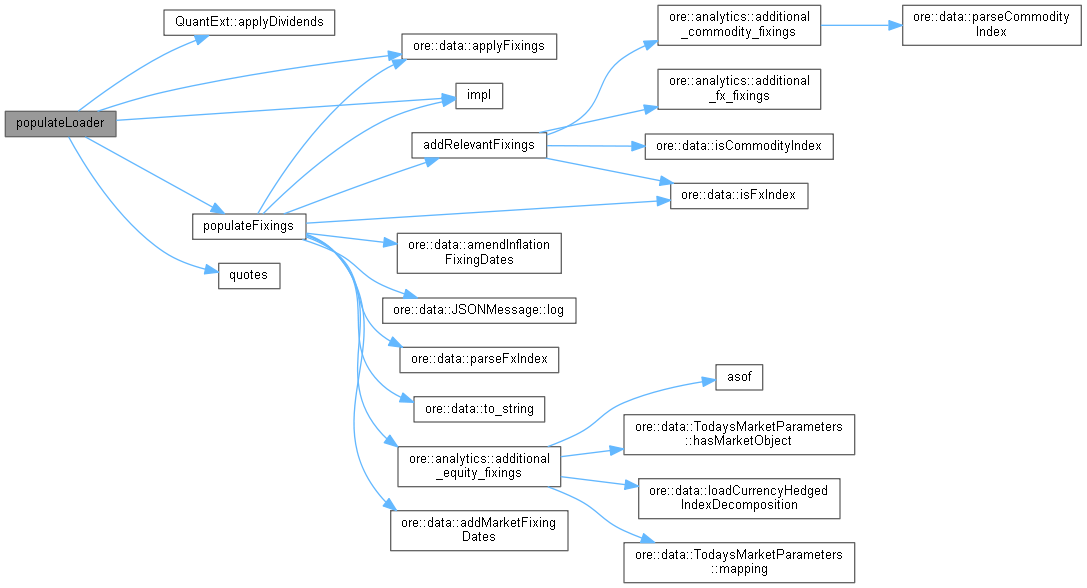 populateLoader
QuantExt::applyDividends
ore::data::applyFixings
impl
populateFixings
quotes
addRelevantFixings
ore::data::amendInflation
FixingDates
ore::data::JSONMessage::log
ore::data::parseFxIndex
ore::data::to_string
ore::analytics::additional
_equity_fixings
ore::data::addMarketFixing
Dates
ore::analytics::additional
_commodity_fixings
ore::analytics::additional
_fx_fixings
ore::data::isCommodityIndex
ore::data::isFxIndex
asof
ore::data::TodaysMarketParameters
::hasMarketObject
ore::data::loadCurrencyHedged
IndexDecomposition
ore::data::TodaysMarketParameters
::mapping
ore::data::parseCommodity
Index